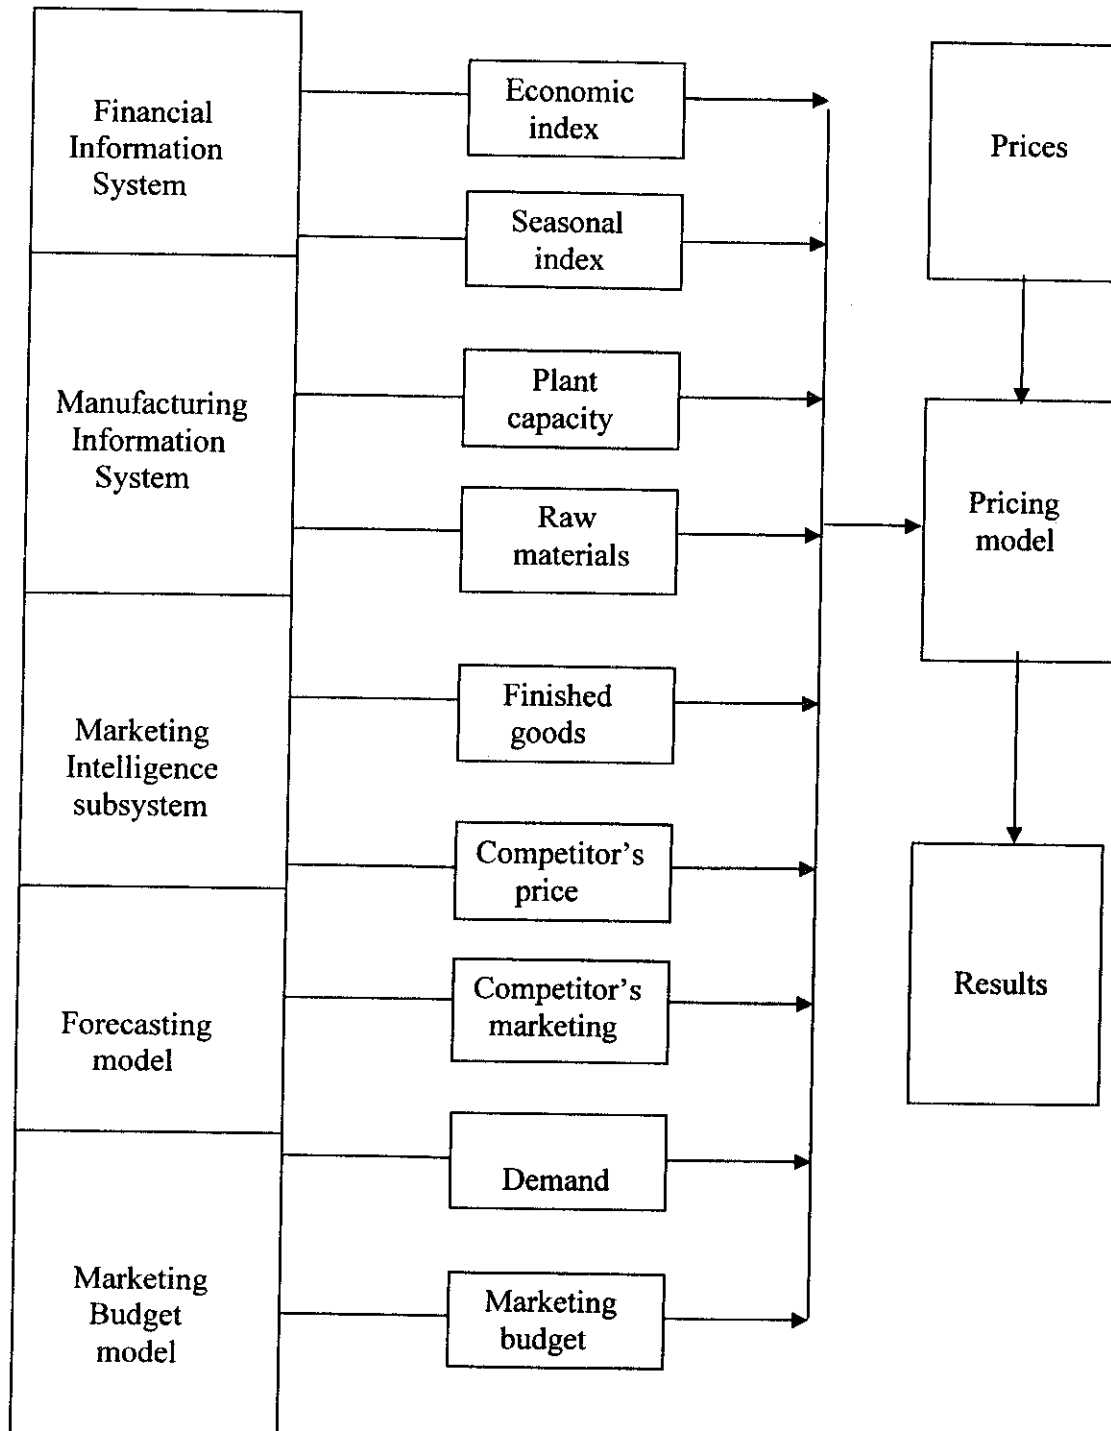 Financial
Information
System
Manufacturing
Information
System
Marketing
Intelligence
subsystem
Forecasting
model
Marketing
Budget
model
Economic
index
Seasonal
index
Plant
capacity
Raw
materials
Finished
goods
Competitor's
price
Competitor's
marketing
Demand
Marketing
budget
Prices
Pricing
model
Results